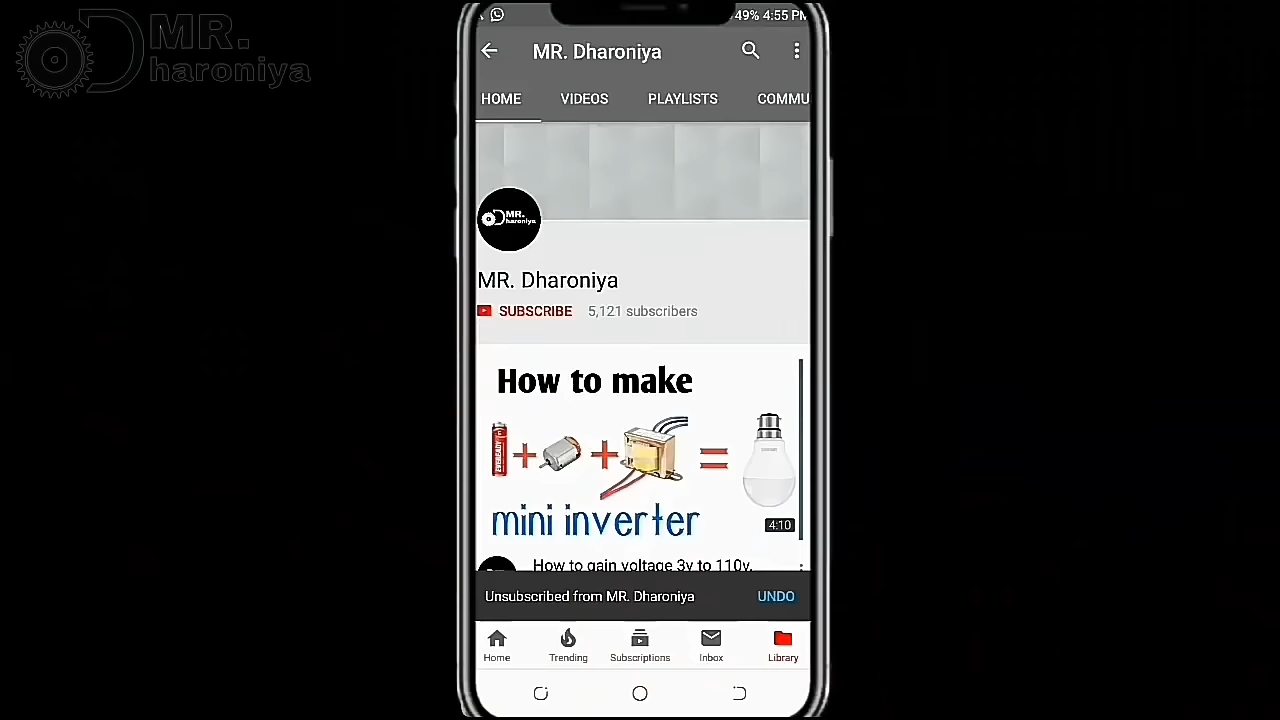 MR.
Dharoniya
49% 4:55 PM
MR. Dharoniya
HOME VIDEOS PLAYLISTS COMMU
MR.
Dharoniya
MR. Dharoniya
SUBSCRIBE 5,121 subscribers
How to make
EVEREADY
mini inverter
4:10
How to gain voltage 3v to 110v.
Unsubscribed from MR. Dharoniya UNDO
Home Trending Subscriptions Inbox Library